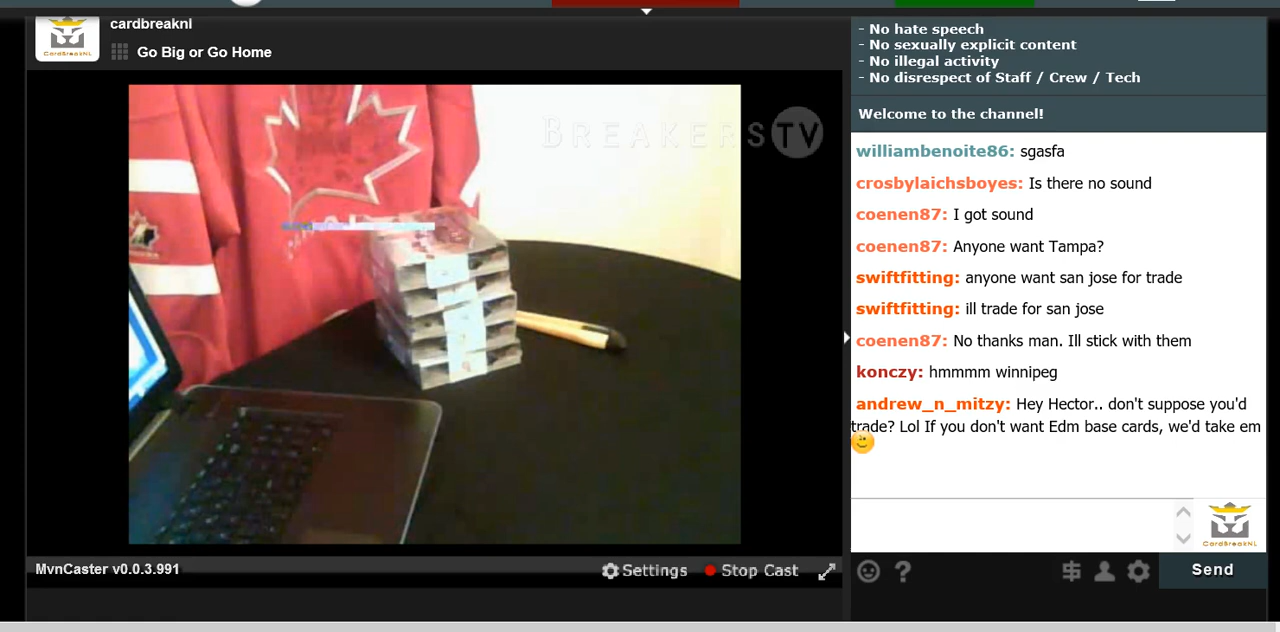 cardbreaknl
CARDBREAKNL
Go Big or Go Home
BREAKERSTV
- No hate speech
- No sexually explicit content
- No illegal activity
- No disrespect of Staff / Crew / Tech
Welcome to the channel!
williambenoite86: sgasfa
crosbylaichsboyes: Is there no sound
coenen87: I got sound
coenen87: Anyone want Tampa?
swiftfitting: anyone want san jose for trade
swiftfitting: ill trade for san jose
coenen87: No thanks man. Ill stick with them
konczy: hmmmm winnipeg
andrew_n_mitzy: Hey Hector.. don't suppose you'd
trade? Lol If you don't want Edm base cards, we'd take em
CARDBREAKNL
MvnCaster v0.0.3.991
Settings
Stop Cast
?
Send